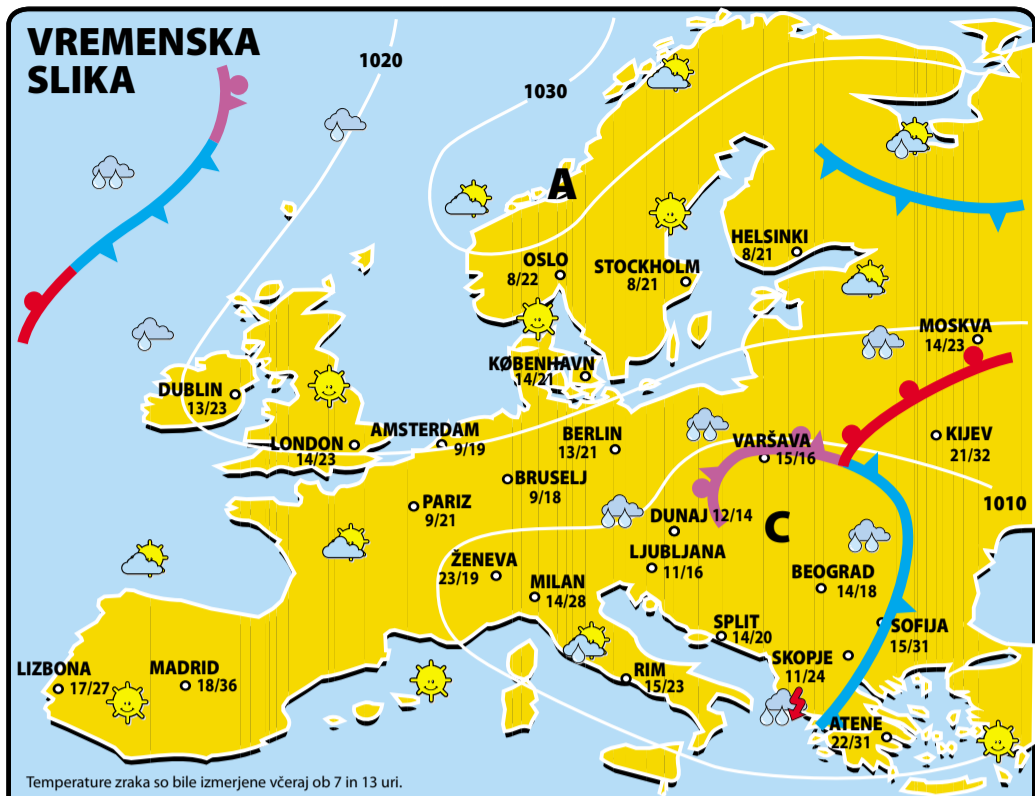 VREMENSKA
SLIKA
1020
1030
A
HELSINKI
8/21
OSLO
8/22
STOCKHOLM
8/21
MOSKVA
14/23
KØBENHAVN
14/21
DUBLIN
13/23
AMSTERDAM
9/19
LONDON
14/23
BERLIN
13/21
VARŠAVA
15/16
KIJEV
21/32
BRUSELJ
9/18
PARIZ
9/21
1010
DUNAJ 12/14
C
LJUBLJANA
11/16
ŽENEVA
23/19
MILAN
14/28
BEOGRAD
14/18
SPLIT
14/20
SOFIJA
15/31
SKOPJE
11/24
LIZBONA
17/27
MADRID
18/36
RIM
15/23
ATENE
22/31
Temperature zraka so bile izmerjene včeraj ob 7 in 13 uri.